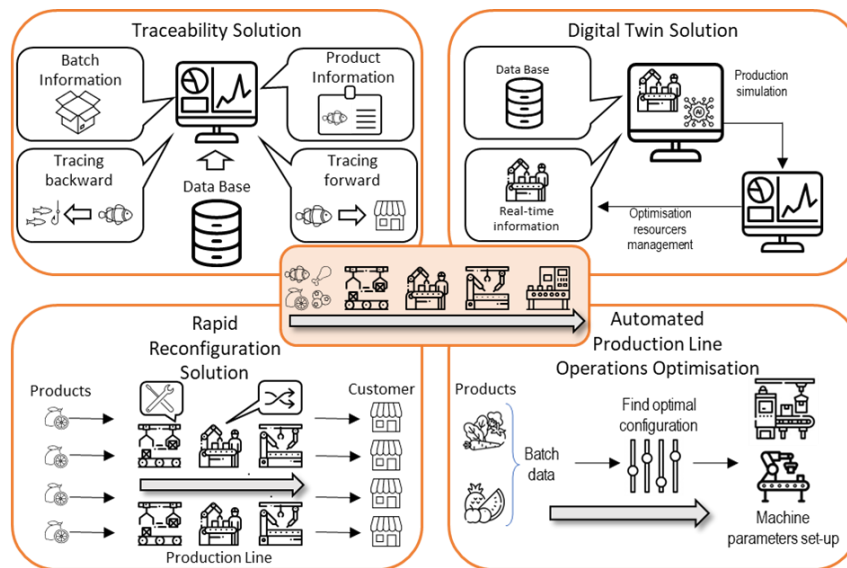 Traceability Solution
Batch
Information
Product
Information
Tracing
backward
Data Base
Tracing
forward
Digital Twin Solution
Data Base
Production
simulation
Real-time
information
Optimisation
resourcers
management
Rapid
Reconfiguration
Solution
Products
Customer
Production Line
Automated
Production Line
Operations Optimisation
Products
Batch
data
Find optimal
configuration
Machine
parameters set-up